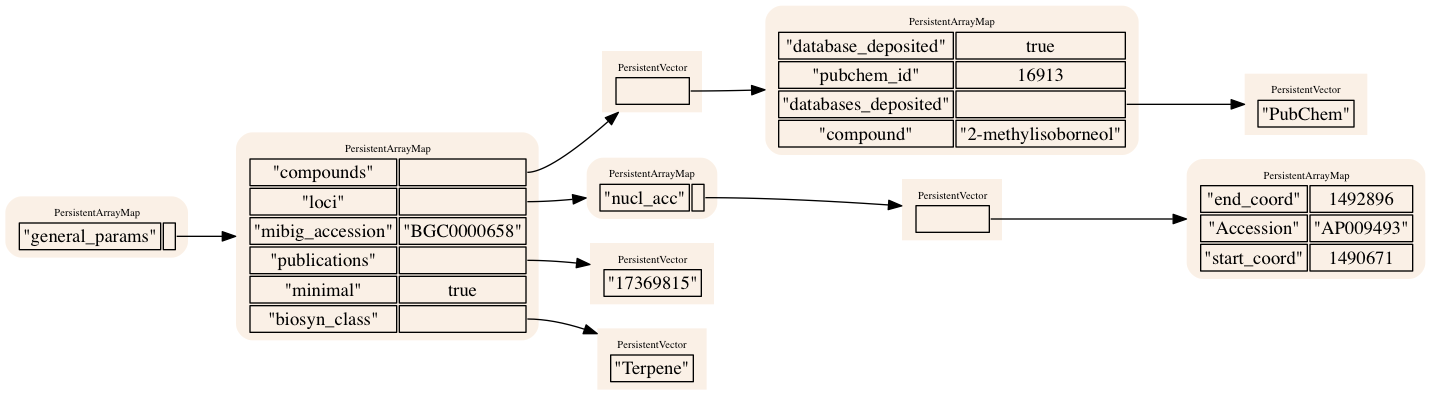 PersistentArrayMap
"general_params"
PersistentArrayMap
"compounds"
"loci"
"mibig_accession" "BGC0000658"
"publications"
"minimal" true
"biosyn_class"
PersistentVector
PersistentArrayMap
"database_deposited" true
"pubchem_id" 16913
"databases_deposited"
"compound" "2-methylisoborneol"
PersistentVector
"PubChem"
PersistentArrayMap
"nucl_acc"
PersistentVector
PersistentArrayMap
"end_coord" 1492896
"Accession" "AP009493"
"start_coord" 1490671
PersistentVector
"17369815"
PersistentVector
"Terpene"